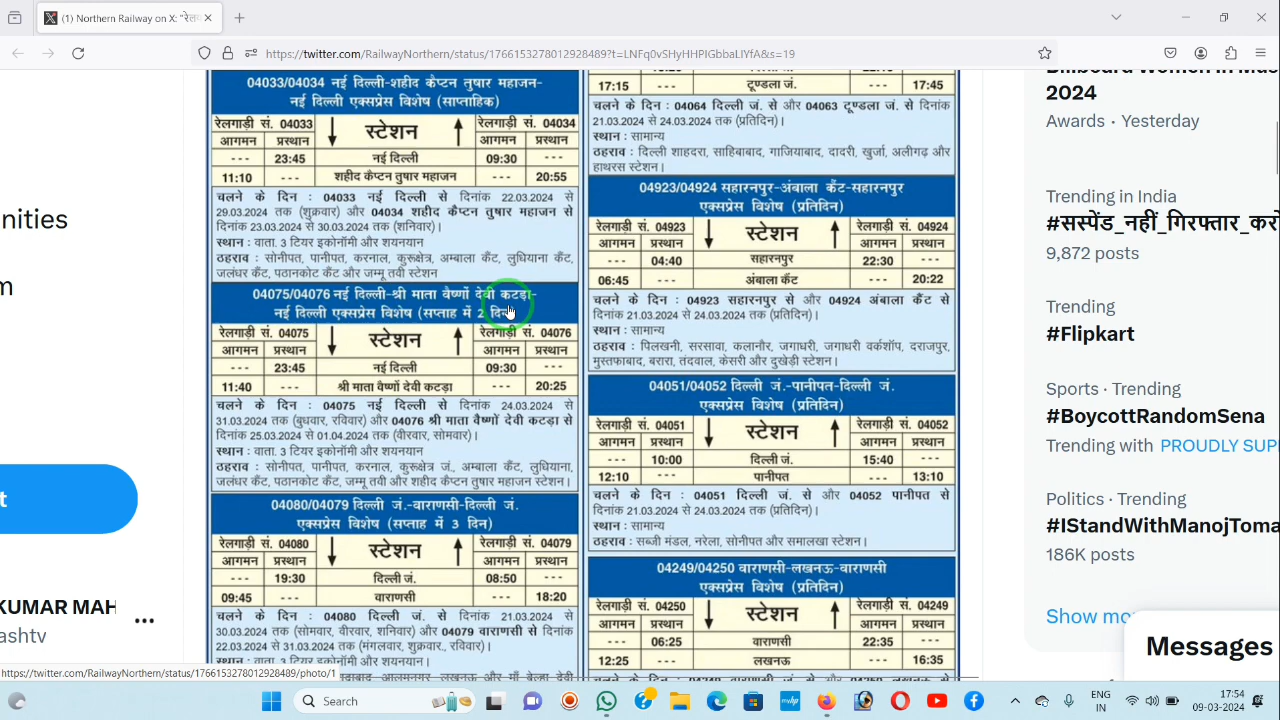 (1) Northern Railway on X: "रेल
https://twitter.com/RailwayNorthern/status/1766153278012928489?t=LNFq0vSHyHHPIGbbaLlYfA&s=19
nities
m
t
KUMAR MAH
ashtv
04033/04034 नई दिल्ली-शहीद कैप्टन तुषार महाजन-
नई दिल्ली एक्सप्रेस विशेष (साप्ताहिक)
रेलगाड़ी सं. 04033 स्टेशन रेलगाड़ी सं. 04034
आगमन प्रस्थान आगमन प्रस्थान
--- 23:45 नई दिल्ली 09:30 ---
11:10 --- शहीद कैप्टन तुषार महाजन --- 20:55
चलने के दिन : 04033 नई दिल्ली से दिनांक 22.03.2024 से
29.03.2024 तक (शुक्रवार) और 04034 शहीद कैप्टन तुषार महाजन से
दिनांक 23.03.2024 से 30.03.2024 तक (शनिवार)।
स्थान : वाता. 3 टियर इकोनॉमी और शयनयान
ठहराव : सोनीपत, पानीपत, करनाल, कुरूक्षेत्र, अम्बाला कैंट, लुधियाना कैंट,
जलंधर कैंट, पठानकोट कैंट और जम्मू तवी स्टेशन
04075/04076 नई दिल्ली-श्री माता वैष्णों देवी कटड़ा-
नई दिल्ली एक्सप्रेस विशेष (सप्ताह में 2 दिन)
रेलगाड़ी सं. 04075 स्टेशन रेलगाड़ी सं. 04076
आगमन प्रस्थान आगमन प्रस्थान
--- 23:45 नई दिल्ली 09:30 ---
11:40 --- श्री माता वैष्णों देवी कटड़ा --- 20:25
चलने के दिन : 04075 नई दिल्ली से दिनांक 24.03.2024 से
31.03.2024 तक (बुधवार, रविवार) और 04076 श्री माता वैष्णों देवी कटड़ा से
दिनांक 25.03.2024 से 01.04.2024 तक (वीरवार, सोमवार)।
स्थान : वाता. 3 टियर इकोनॉमी और शयनयान
ठहराव : सोनीपत, पानीपत, करनाल, कुरूक्षेत्र जं., अम्बाला कैंट, लुधियाना,
जलंधर कैंट, पठानकोट कैंट, जम्मू तवी और शहीद कैप्टन तुषार महाजन स्टेशन।
04080/04079 दिल्ली जं.-वाराणसी-दिल्ली जं.
एक्सप्रेस विशेष (सप्ताह में 3 दिन)
रेलगाड़ी सं. 04080 स्टेशन रेलगाड़ी सं. 04079
आगमन प्रस्थान आगमन प्रस्थान
--- 19:30 दिल्ली जं. 08:50 ---
09:45 --- वाराणसी --- 18:20
चलने के दिन : 04080 दिल्ली जं. से दिनांक 21.03.2024 से
30.03.2024 तक (सोमवार, वीरवार, शनिवार) और 04079 वाराणसी से दिनांक
22.03.2024 से 31.03.2024 तक (मंगलवार, शुक्रवार., रविवार)।
स्थान : वाता. 3 टियर इकोनॉमी और शयनयान।
17:15 --- टूण्डला जं. --- 17:45
चलने के दिन : 04064 दिल्ली जं. से और 04063 टूण्डला जं. से दिनांक
21.03.2024 से 24.03.2024 तक (प्रतिदिन)।
स्थान : सामान्य
ठहराव : दिल्ली शाहदरा, साहिबाबाद, गाजियाबाद, दादरी, खुर्जा, अलीगढ़ और
हाथरस स्टेशन।
04923/04924 सहारनपुर-अंबाला कैंट-सहारनपुर
एक्सप्रेस विशेष (प्रतिदिन)
रेलगाड़ी सं. 04923 स्टेशन रेलगाड़ी सं. 04924
आगमन प्रस्थान आगमन प्रस्थान
--- 04:40 सहारनपुर 22:30 ---
06:45 --- अंबाला कैंट --- 20:22
चलने के दिन : 04923 सहारनपुर से और 04924 अंबाला कैंट से
दिनांक 21.03.2024 से 24.03.2024 तक (प्रतिदिन)।
स्थान : सामान्य
ठहराव : पिलखनी, सरसावा, कलानौर, जगाधरी, जगाधरी वर्कशॉप, दराजपुर,
मुस्तफाबाद, बरारा, तंदवाल, केसरी और दुखेड़ी स्टेशन।
04051/04052 दिल्ली जं.-पानीपत-दिल्ली जं.
एक्सप्रेस विशेष (प्रतिदिन)
रेलगाड़ी सं. 04051 स्टेशन रेलगाड़ी सं. 04052
आगमन प्रस्थान आगमन प्रस्थान
--- 10:00 दिल्ली जं. 15:40 ---
12:10 --- पानीपत --- 13:10
चलने के दिन : 04051 दिल्ली जं. से और 04052 पानीपत से
दिनांक 21.03.2024 से 24.03.2024 तक (प्रतिदिन)।
स्थान : सामान्य
ठहराव : सब्जी मंडल, नरेला, सोनीपत और समालखा स्टेशन।
04249/04250 वाराणसी-लखनऊ-वाराणसी
एक्सप्रेस विशेष (प्रतिदिन)
रेलगाड़ी सं. 04250 स्टेशन रेलगाड़ी सं. 04249
आगमन प्रस्थान आगमन प्रस्थान
--- 06:25 वाराणसी 22:35 ---
12:25 --- लखनऊ --- 16:35
2024
Awards · Yesterday
Trending in India
#सस्पेंड_नहीं_गिरफ्तार_करो
9,872 posts
Trending
#Flipkart
Sports · Trending
#BoycottRandomSena
Trending with PROUDLY SUP
Politics · Trending
#IStandWithManojToma
186K posts
Show mo
Messages
https://twitter.com/RailwayNorthern/status/1766153278012928489/photo/1
Search
ENG
IN
17:54
09-03-2024